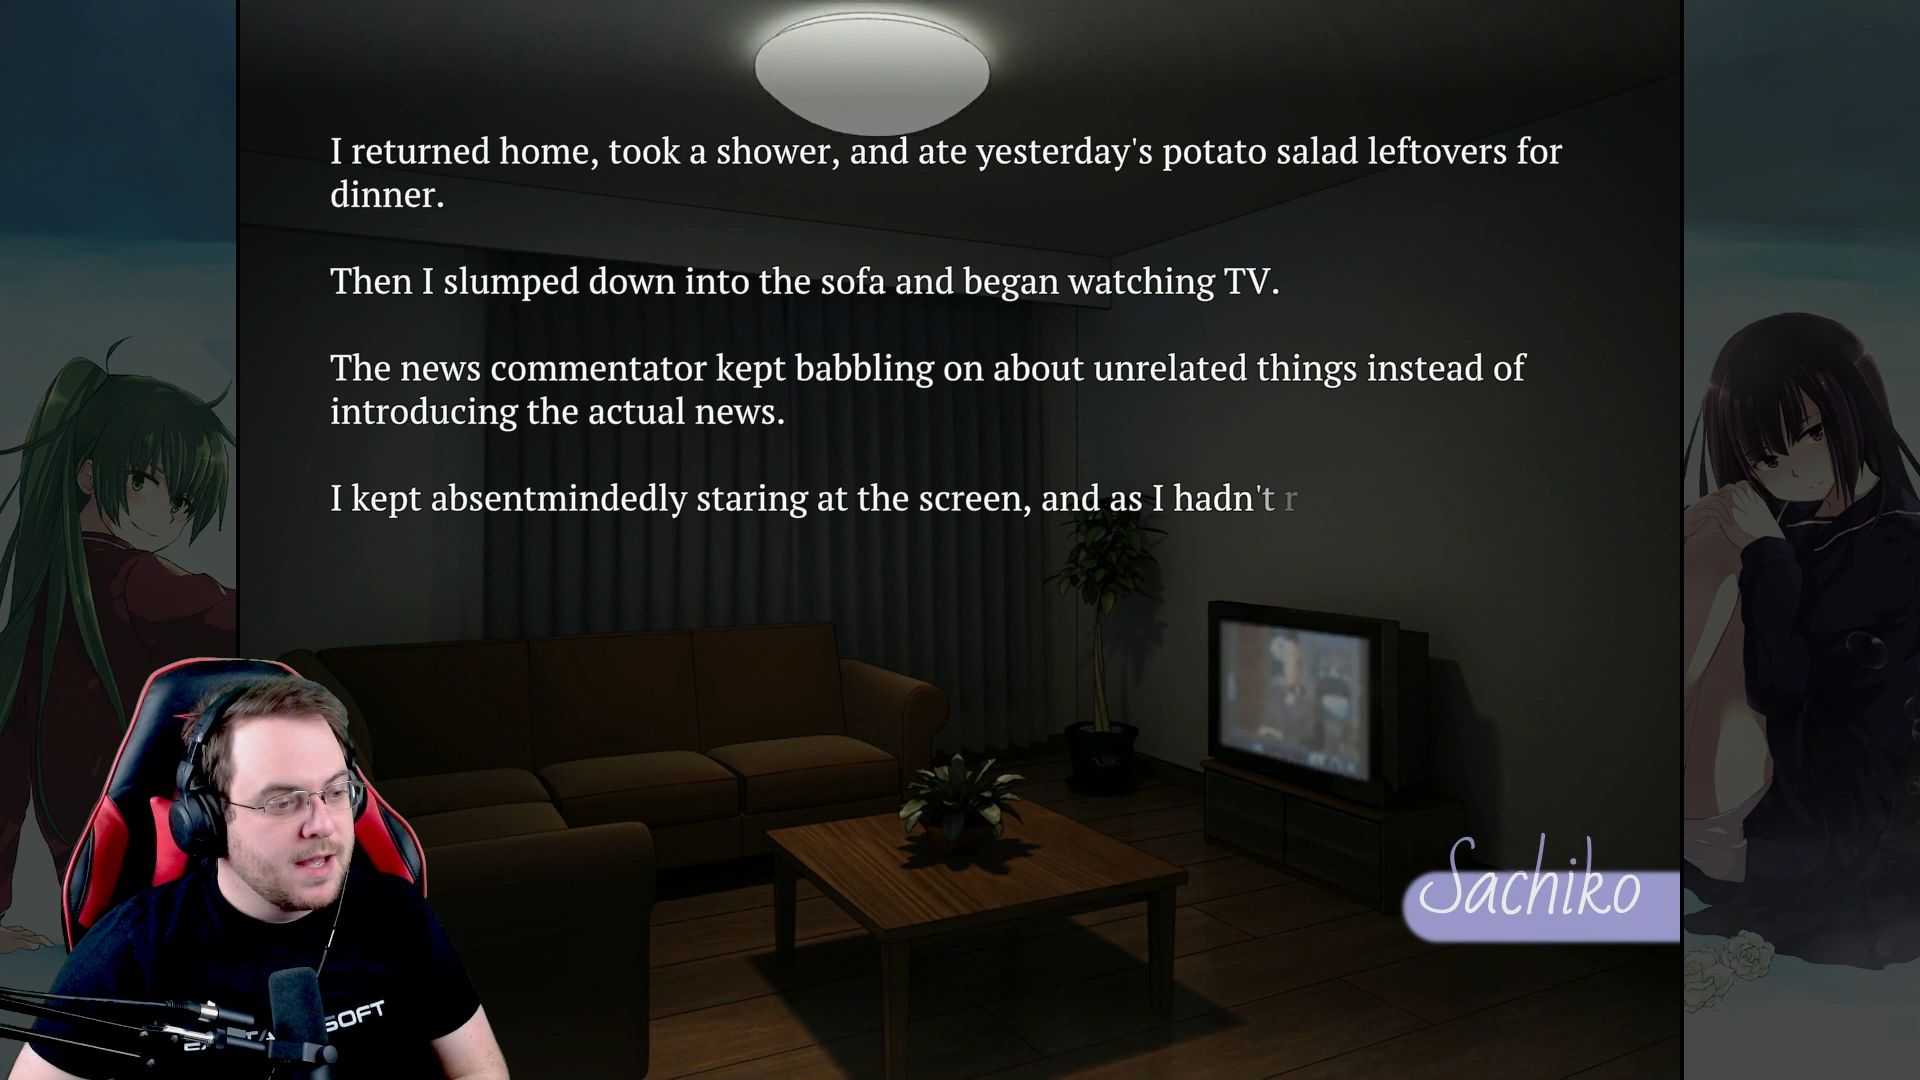 I returned home, took a shower, and ate yesterday's potato salad leftovers for
dinner.
Then I slumped down into the sofa and began watching TV.
The news commentator kept babbling on about unrelated things instead of
introducing the actual news.
I kept absentmindedly staring at the screen, and as I hadn't r
Sachiko
SOFT